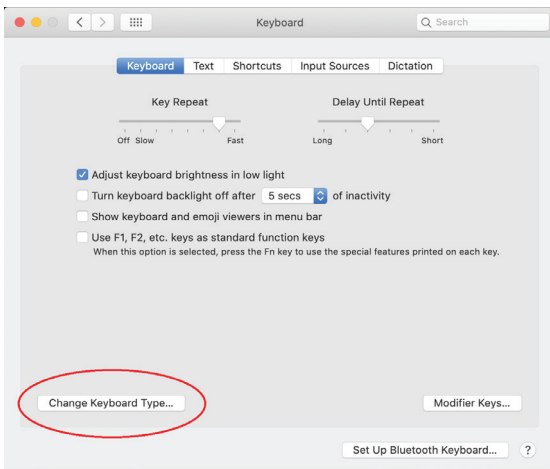 Keyboard
Search
Keyboard Text Shortcuts Input Sources Dictation
Key Repeat Delay Until Repeat
Off Slow Fast Long Short
Adjust keyboard brightness in low light
Turn keyboard backlight off after 5 secs of inactivity
Show keyboard and emoji viewers in menu bar
Use F1, F2, etc. keys as standard function keys
When this option is selected, press the Fn key to use the special features printed on each key.
Change Keyboard Type... Modifier Keys...
Set Up Bluetooth Keyboard... ?